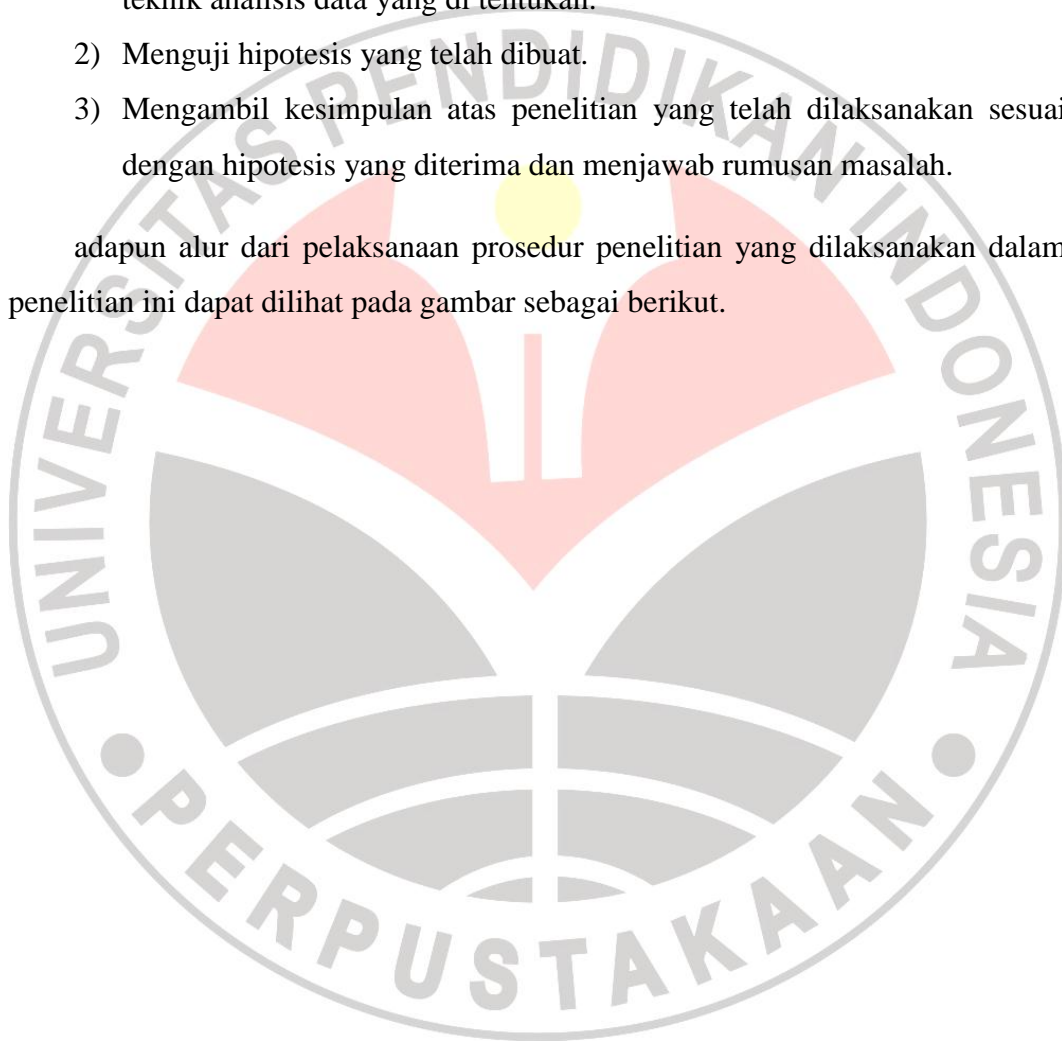 teknik analisis data yang di tentukan.
2) Menguji hipotesis yang telah dibuat.
3) Mengambil kesimpulan atas penelitian yang telah dilaksanakan sesuai
dengan hipotesis yang diterima dan menjawab rumusan masalah.
adapun alur dari pelaksanaan prosedur penelitian yang dilaksanakan dalam
penelitian ini dapat dilihat pada gambar sebagai berikut.
UNIVERSITAS PENDIDIKAN INDONESIA
PERPUSTAKAAN